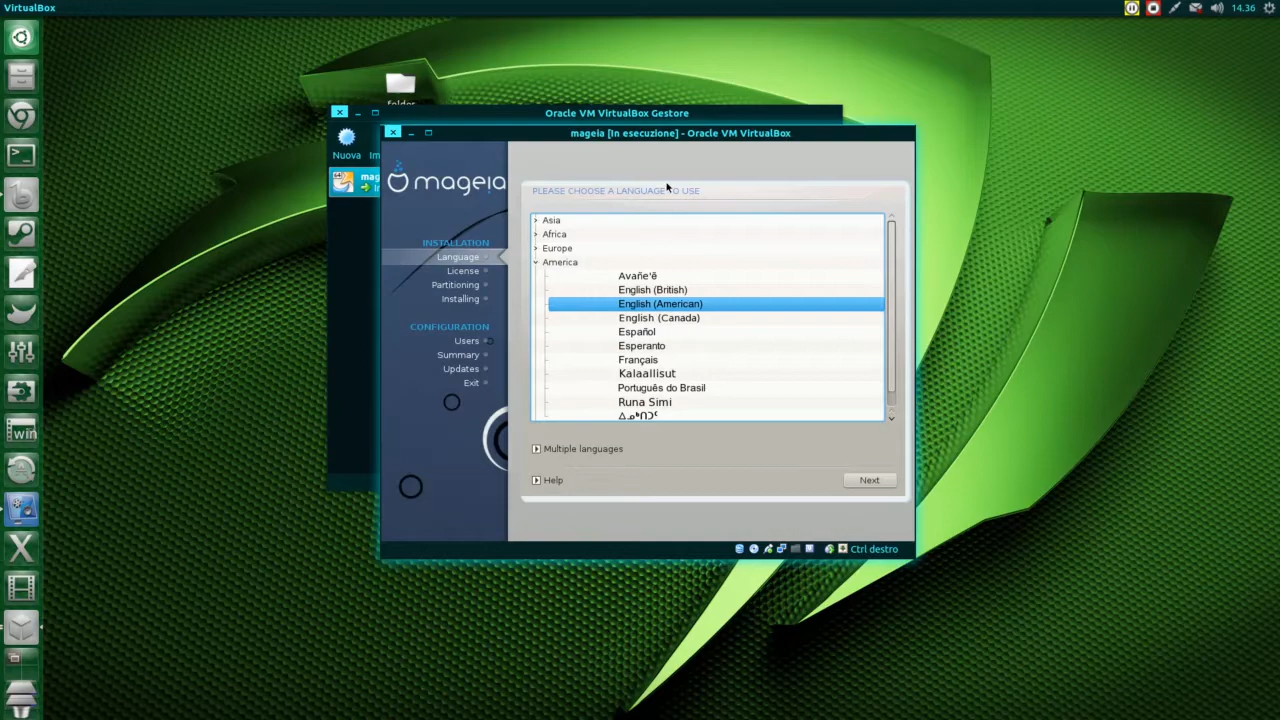 VirtualBox
14.36
Oracle VM VirtualBox Gestore
mageia [In esecuzione] - Oracle VM VirtualBox
Nuova
mageia
PLEASE CHOOSE A LANGUAGE TO USE
Asia
Africa
Europe
America
Avañe'ẽ
English (British)
English (American)
English (Canada)
Español
Esperanto
Français
Kalaallisut
Português do Brasil
Runa Simi
INSTALLATION
Language
License
Partitioning
Installing
CONFIGURATION
Users
Summary
Updates
Exit
Multiple languages
Help
Next
Ctrl destro
win